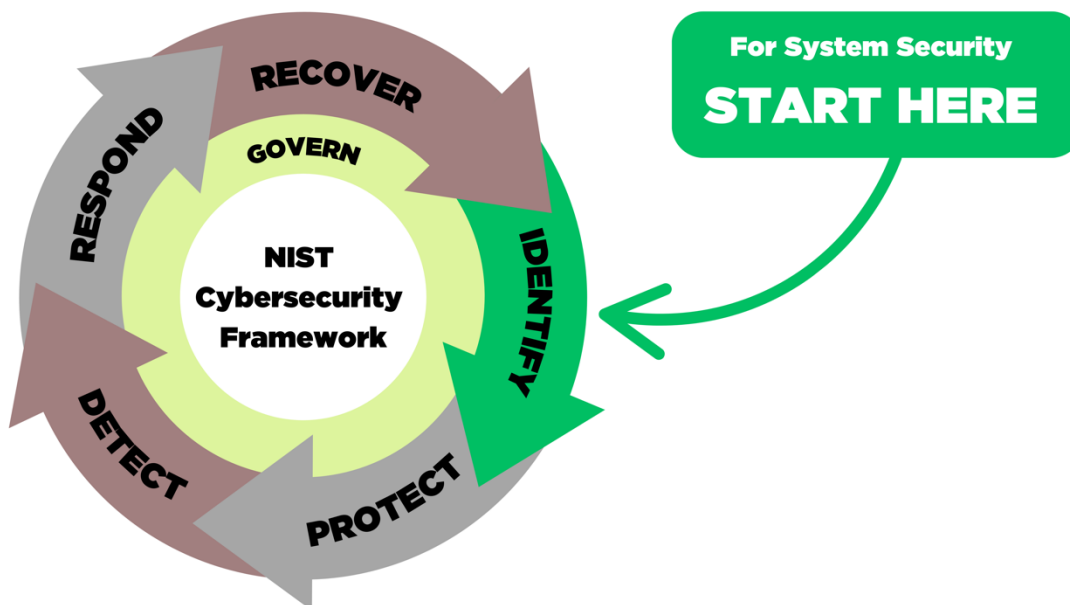 For System Security
START HERE
RECOVER
GOVERN
IDENTIFY
PROTECT
DETECT
RESPOND
NIST
Cybersecurity
Framework